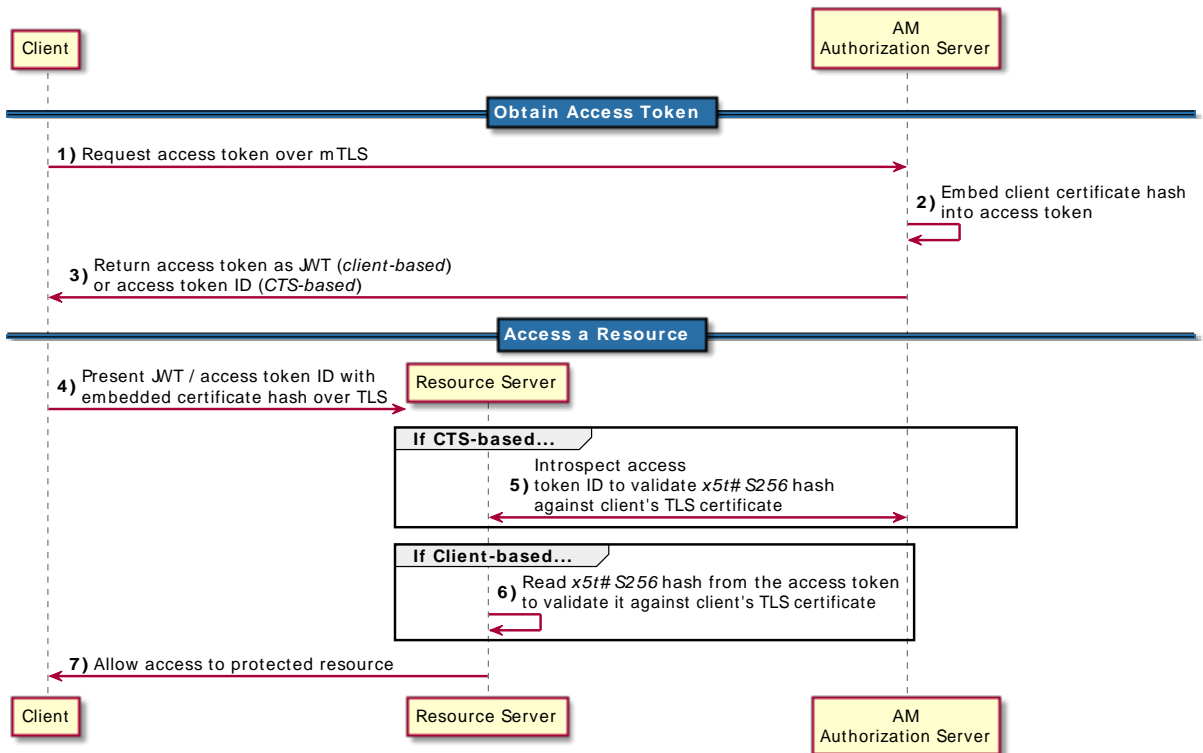 Client
AM
Authorization Server
Obtain Access Token
1) Request access token over mTLS
2) Embed client certificate hash
into access token
3) Return access token as JWT (client-based)
or access token ID (CTS-based)
Access a Resource
4) Present JWT / access token ID with
embedded certificate hash over TLS
Resource Server
If CTS-based...
Introspect access
5) token ID to validate x5t#S256 hash
against client's TLS certificate
If Client-based...
6) Read x5t#S256 hash from the access token
to validate it against client's TLS certificate
7) Allow access to protected resource
Client
Resource Server
AM
Authorization Server